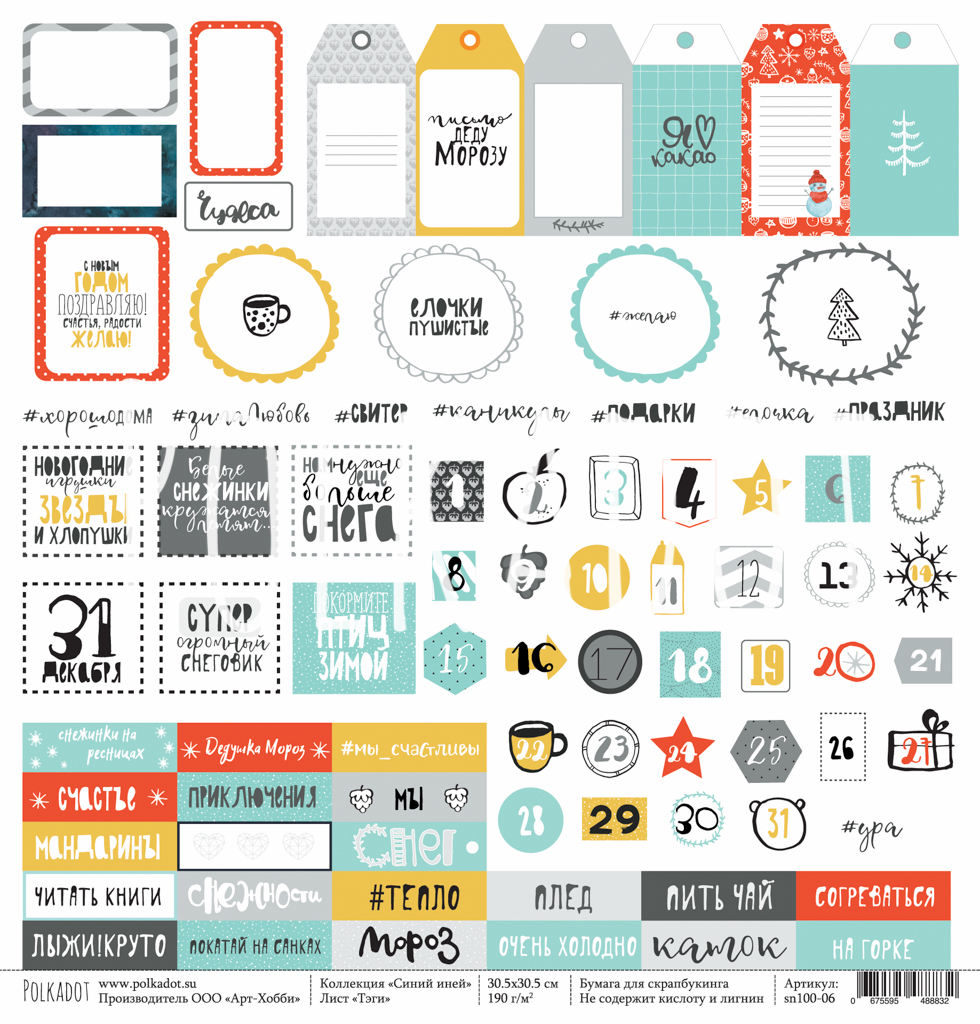 письмо
ДЕДУ
МОРОЗУ
Я
какао
Чудеса
С НОВЫМ
ГОДОМ
ПОЗДРАВЛЯЮ!
СЧАСТЬЯ, РАДОСТИ
ЖЕЛАЮ!
ЕЛОЧКИ
ПУШИСТЫЕ
#желаю
#хорошодома
#зималюбовь
#СВИТЕР
#каникулы
#ПОДАРКИ
#елочка
#ПРАЗДНИК
НОВОГОДНИЕ
игрушки
ЗВЕЗДЫ
И ХЛОПУШКИ
Белые
СНЕЖИНКИ
кружатся
летят...
нам нужно
еще
больше
СНЕГА
1
2
3
4
5
6
7
8
9
10
11
12
13
14
31
декабря
СУПЕР
огромный
СНЕГОВИК
ПОКОРМИТЕ
ПТИЦ
ЗИМОЙ
15
16
17
18
19
20
21
22
23
24
25
26
27
28
29
30
31
#ура
снежинки на
ресницах
Дедушка Мороз
#мы_счастливы
счастье
ПРИКЛЮЧЕНИЯ
МЫ
МАНДАРИНЫ
Снег
ЧИТАТЬ КНИГИ
снежности
#ТЕПЛО
ПЛЕД
ПИТЬ ЧАЙ
СОГРЕВАТЬСЯ
ЛЫЖИ!КРУТО
ПОКАТАЙ НА САНКАХ
Мороз
ОЧЕНЬ ХОЛОДНО
каток
НА ГОРКЕ
POLKADOT
www.polkadot.su
Производитель ООО «Арт-Хобби»
Коллекция «Синий иней»
Лист «Тэги»
30.5x30.5 см
190 г/м²
Бумага для скрапбукинга
Не содержит кислоту и лигнин
Артикул:
sn100-06
0 675595 488832